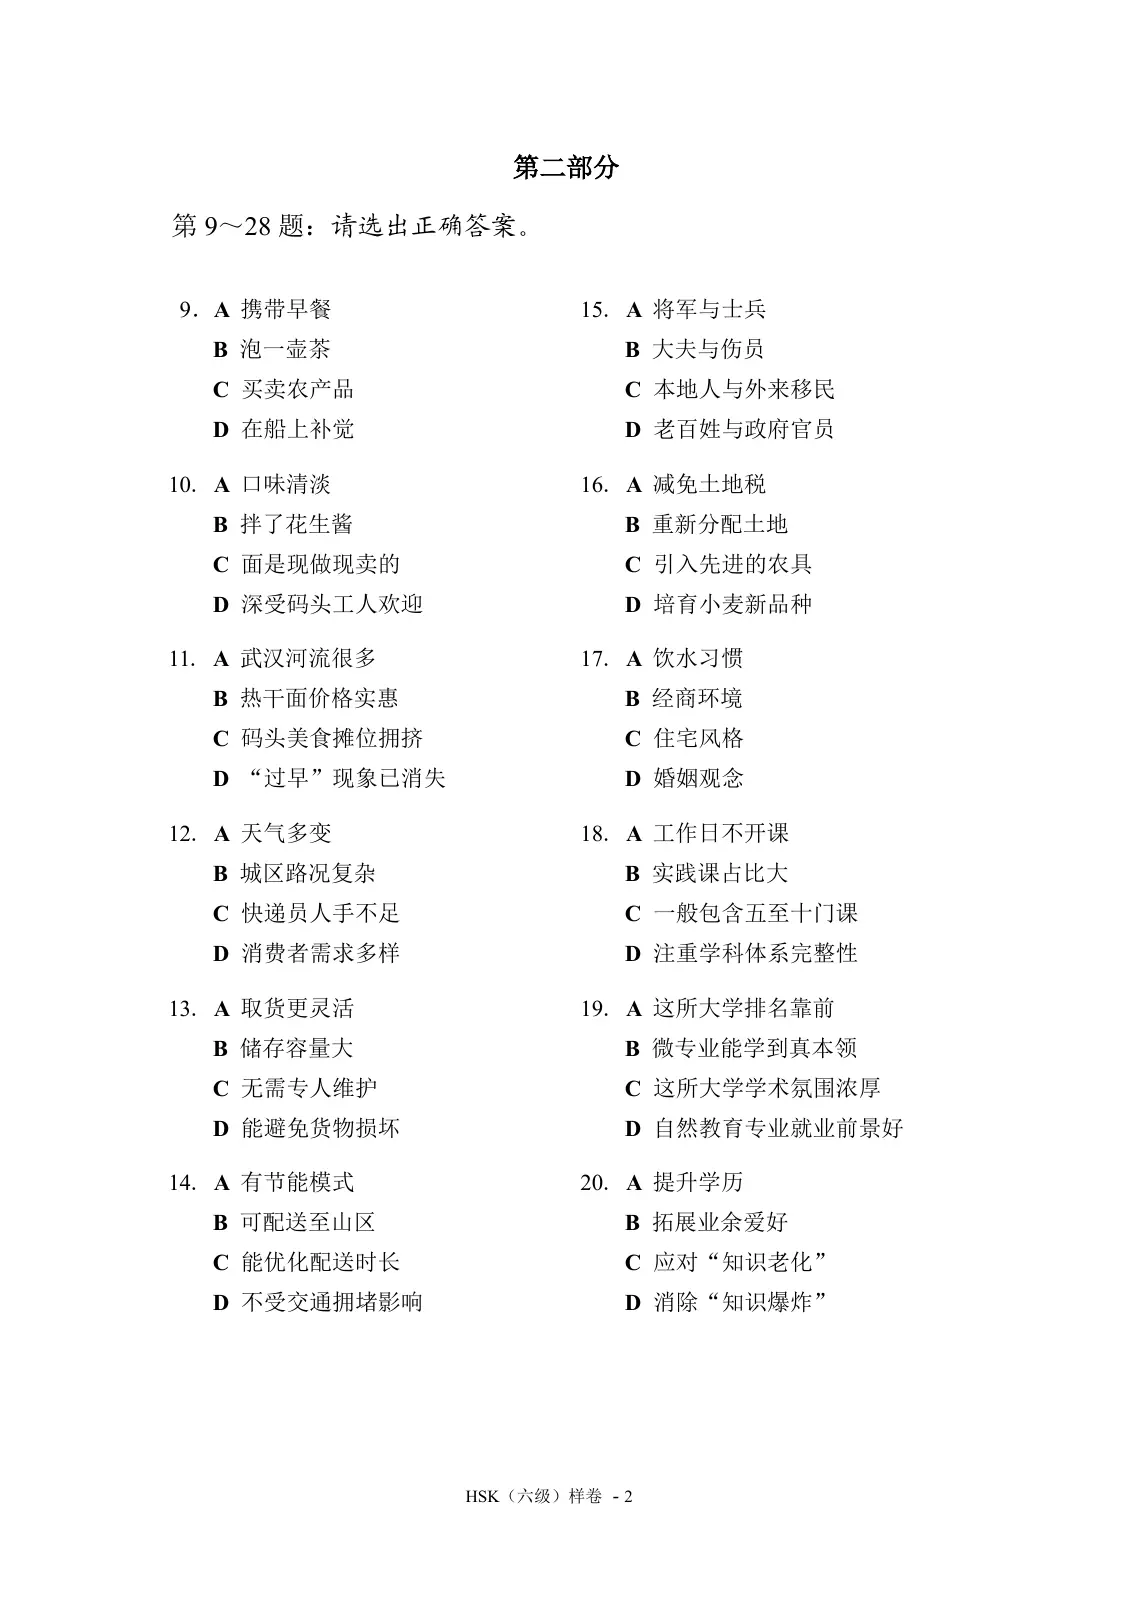 第二部分
第 9～28 题：请选出正确答案。
9. A 携带早餐
B 泡一壶茶
C 买卖农产品
D 在船上补觉
10. A 口味清淡
B 拌了花生酱
C 面是现做现卖的
D 深受码头工人欢迎
11. A 武汉河流很多
B 热干面价格实惠
C 码头美食摊位拥挤
D “过早”现象已消失
12. A 天气多变
B 城区路况复杂
C 快递员人手不足
D 消费者需求多样
13. A 取货更灵活
B 储存容量大
C 无需专人维护
D 能避免货物损坏
14. A 有节能模式
B 可配送至山区
C 能优化配送时长
D 不受交通拥堵影响
15. A 将军与士兵
B 大夫与伤员
C 本地人与外来移民
D 老百姓与政府官员
16. A 减免土地税
B 重新分配土地
C 引入先进的农具
D 培育小麦新品种
17. A 饮水习惯
B 经商环境
C 住宅风格
D 婚姻观念
18. A 工作日不开课
B 实践课占比大
C 一般包含五至十门课
D 注重学科体系完整性
19. A 这所大学排名靠前
B 微专业能学到真本领
C 这所大学学术氛围浓厚
D 自然教育专业就业前景好
20. A 提升学历
B 拓展业余爱好
C 应对“知识老化”
D 消除“知识爆炸”
HSK（六级）样卷 - 2